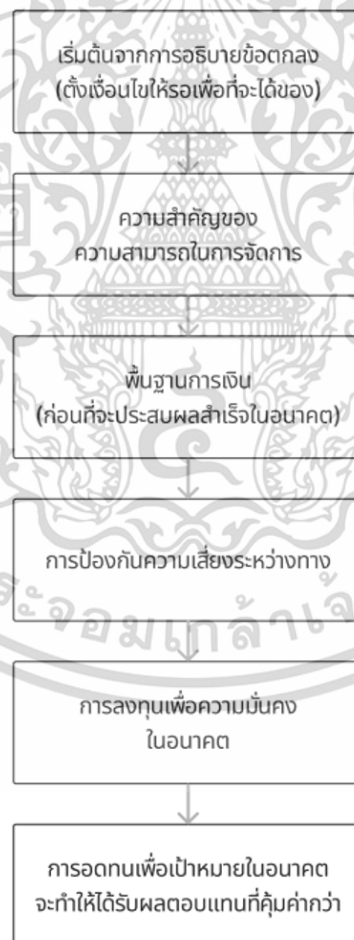 เริ่มต้นจากการอธิบายข้อตกลง
(ตั้งเงื่อนไขให้รอเพื่อที่จะได้ของ)
ความสำคัญของ
ความสามารถในการจัดการ
พื้นฐานการเงิน
(ก่อนที่จะประสบผลสำเร็จในอนาคต)
การป้องกันความเสี่ยงระหว่างทาง
ระจอมเกล้าเจ้
การลงทุนเพื่อความมั่นคง
ในอนาคต
การอดทนเพื่อเป้าหมายในอนาคต
จะทำให้ได้รับผลตอบแทนที่คุ้มค่ากว่า